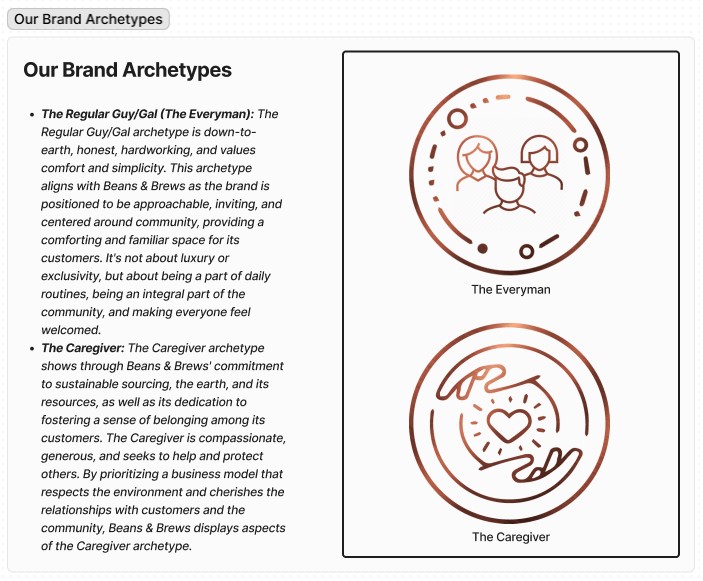 Our Brand Archetypes
Our Brand Archetypes
• The Regular Guy/Gal (The Everyman): The
Regular Guy/Gal archetype is down-to-
earth, honest, hardworking, and values
comfort and simplicity. This archetype
aligns with Beans & Brews as the brand is
positioned to be approachable, inviting, and
centered around community, providing a
comforting and familiar space for its
customers. It's not about luxury or
exclusivity, but about being a part of daily
routines, being an integral part of the
community, and making everyone feel
welcomed.
• The Caregiver: The Caregiver archetype
shows through Beans & Brews' commitment
to sustainable sourcing, the earth, and its
resources, as well as its dedication to
fostering a sense of belonging among its
customers. The Caregiver is compassionate,
generous, and seeks to help and protect
others. By prioritizing a business model that
respects the environment and cherishes the
relationships with customers and the
community, Beans & Brews displays aspects
of the Caregiver archetype.
The Everyman
The Caregiver